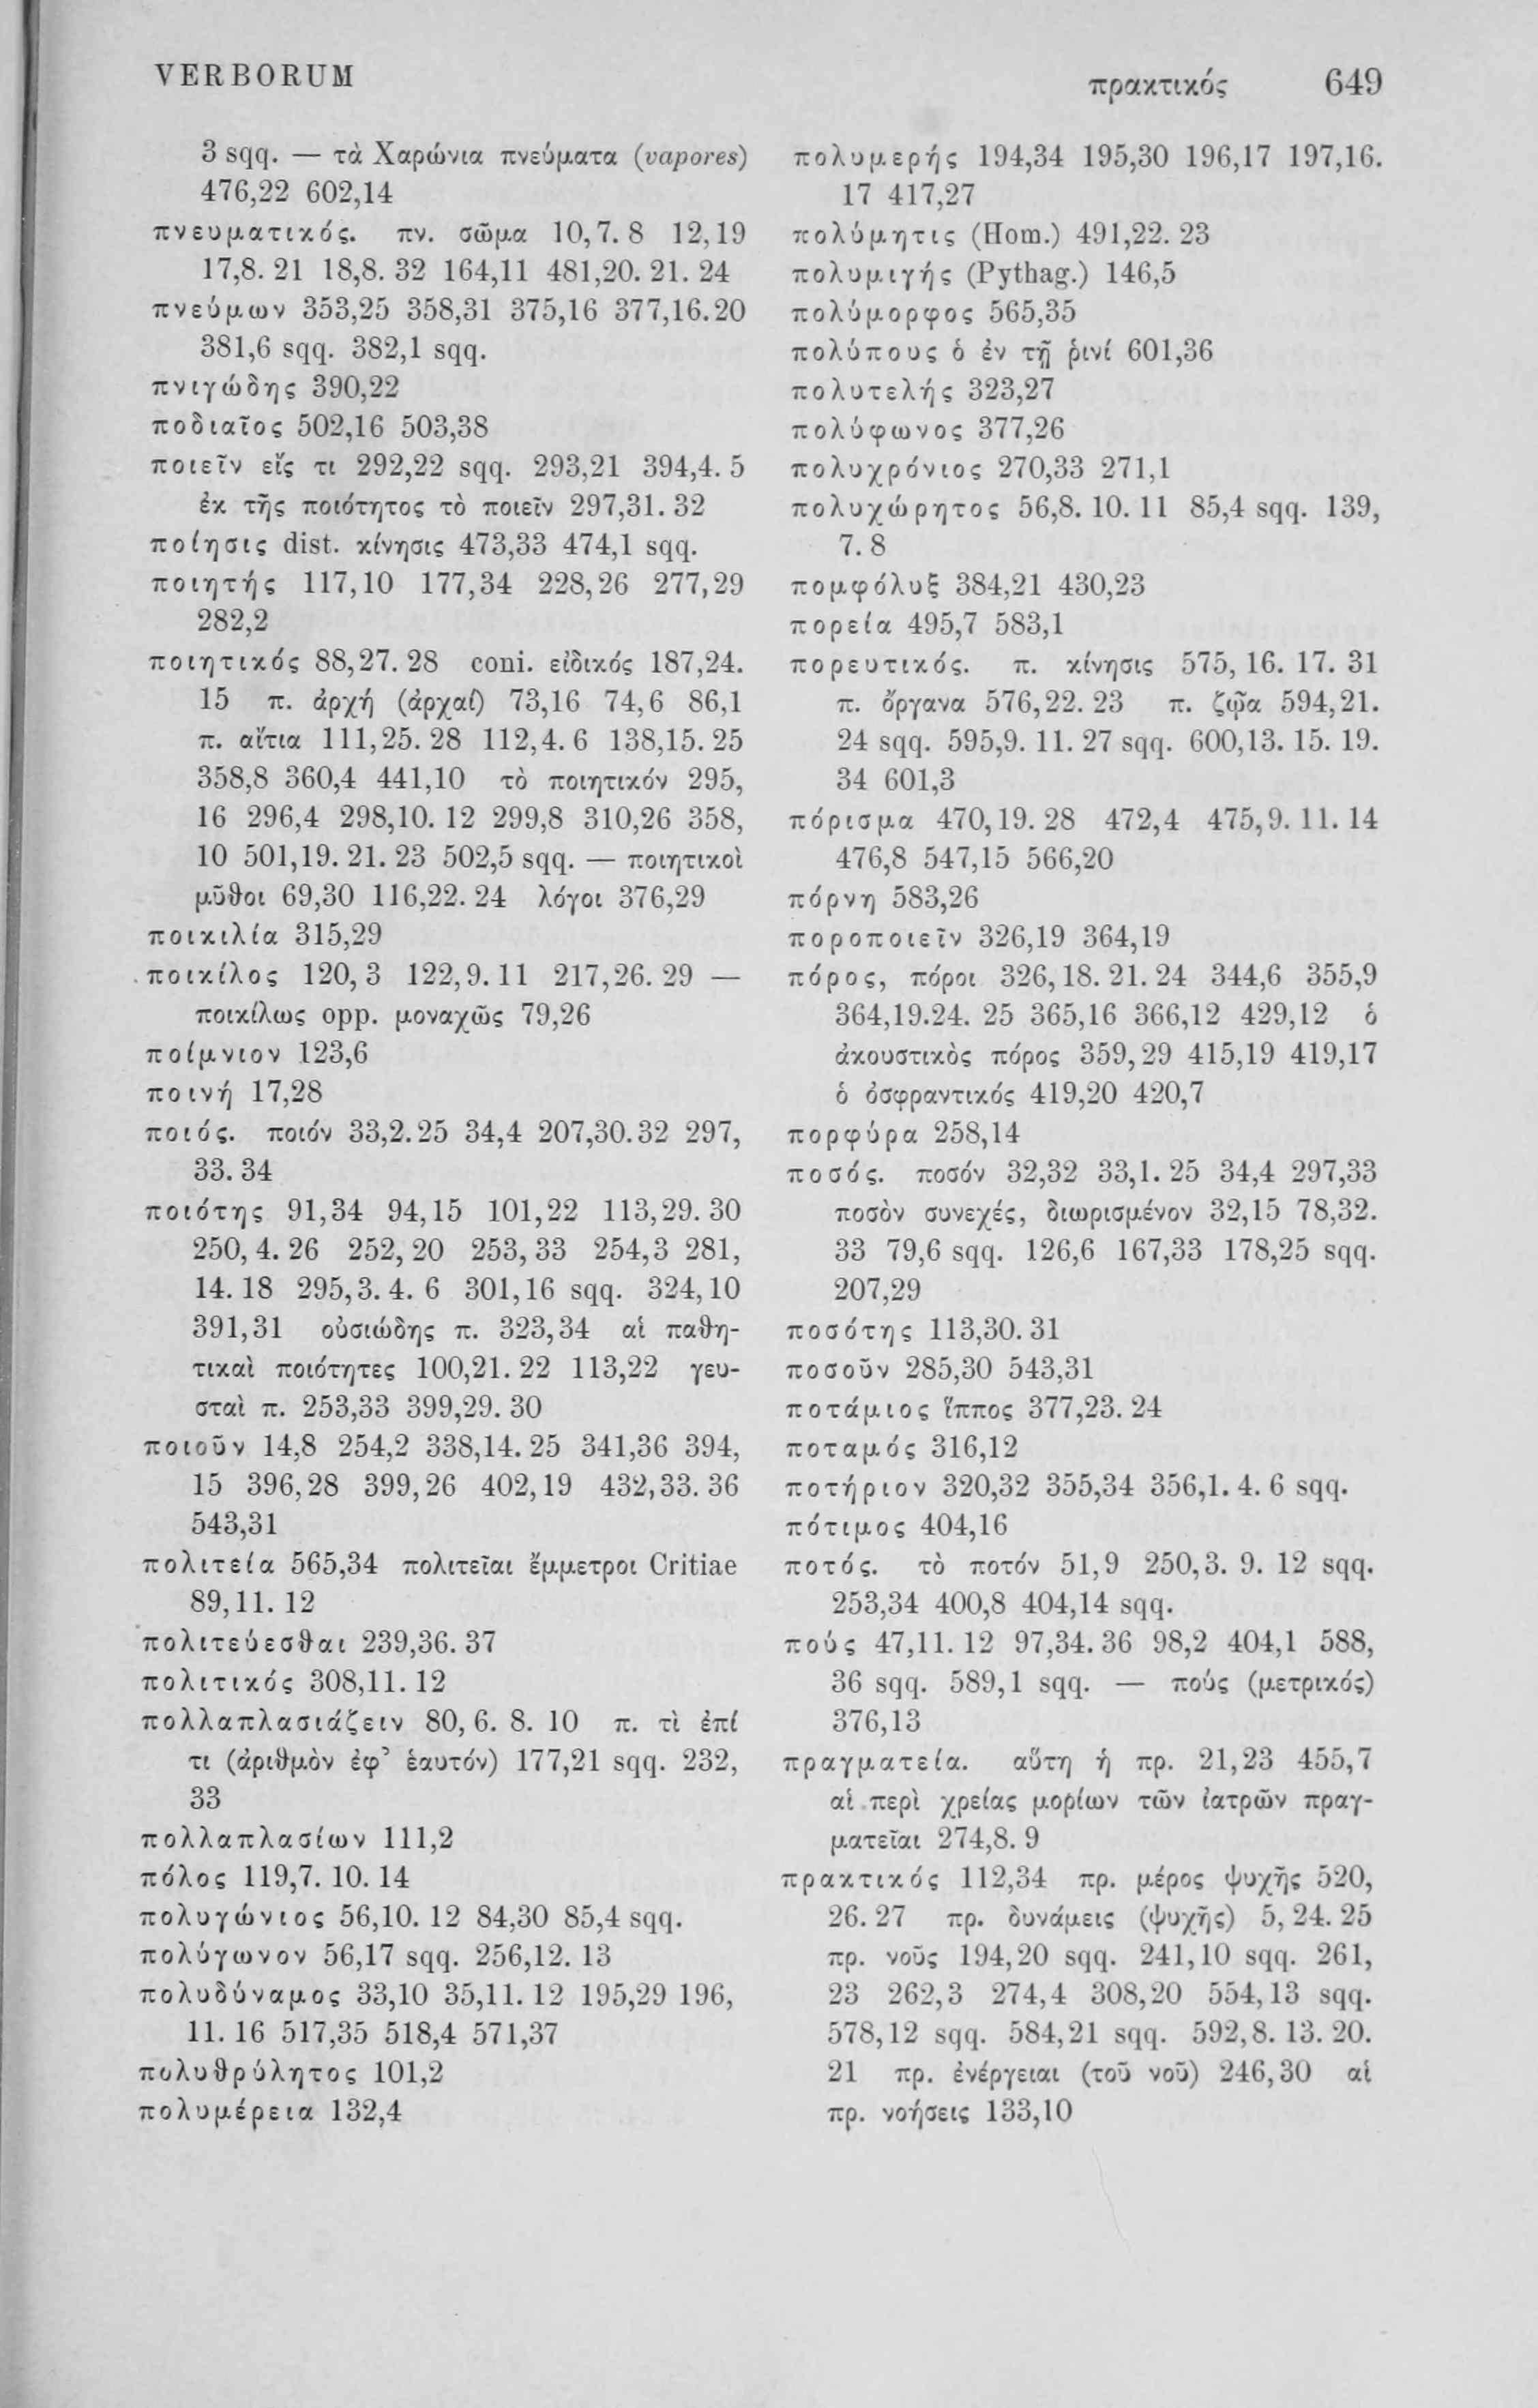 VERBORUM πρακτικός 649
3 sqq. — τὰ Χαρώνια πνεύματα (vapores)
476,22 602,14
πνευματικός. πν. σῶμα 10,7. 8 12,19
17,8. 21 18,8. 32 164,11 481,20. 21. 24
πνεύμων 353,25 358,31 375,16 377,16. 20
381,6 sqq. 382,1 sqq.
πνιγώδης 390,22
ποδιαῖος 502,16 503,38
ποιεῖν εἴς τι 292,22 sqq. 293,21 394,4. 5
ἐκ τῆς ποιότητος τὸ ποιεῖν 297,31. 32
ποίησις dist. κίνησις 473,33 474,1 sqq.
ποιητής 117,10 177,34 228,26 277,29
282,2
ποιητικός 88,27. 28 coni. εἰδικός 187,24.
15 π. ἀρχή (ἀρχαί) 73,16 74,6 86,1
π. αἴτια 111,25. 28 112,4. 6 138,15. 25
358,8 360,4 441,10 τὸ ποιητικόν 295,
16 296,4 298,10. 12 299,8 310,26 358,
10 501,19. 21. 23 502,5 sqq. — ποιητικοὶ
μῦθοι 69,30 116,22. 24 λόγοι 376,29
ποικιλία 315,29
ποικίλος 120,3 122,9. 11 217,26. 29 —
ποικίλως opp. μοναχῶς 79,26
ποίμνιον 123,6
ποινή 17,28
ποιός. ποιόν 33,2. 25 34,4 207,30. 32 297,
33. 34
ποιότης 91,34 94,15 101,22 113,29. 30
250,4. 26 252,20 253,33 254,3 281,
14. 18 295,3. 4. 6 301,16 sqq. 324,10
391,31 οὐσιώδης π. 323,34 αἱ παθη-
τικαὶ ποιότητες 100,21. 22 113,22 γευ-
σταὶ π. 253,33 399,29. 30
ποιοῦν 14,8 254,2 338,14. 25 341,36 394,
15 396,28 399,26 402,19 432,33. 36
543,31
πολιτεία 565,34 πολιτεῖαι ἔμμετροι Critiae
89,11. 12
πολιτεύεσθαι 239,36. 37
πολιτικός 308,11. 12
πολλαπλασιάζειν 80,6. 8. 10 π. τὶ ἐπί
τι (ἀριθμὸν ἐφ’ ἑαυτόν) 177,21 sqq. 232,
33
πολλαπλασίων 111,2
πόλος 119,7. 10. 14
πολυγώνιος 56,10. 12 84,30 85,4 sqq.
πολύγωνον 56,17 sqq. 256,12. 13
πολυδύναμος 33,10 35,11. 12 195,29 196,
11. 16 517,35 518,4 571,37
πολυθρύλητος 101,2
πολυμέρεια 132,4
πολυμερής 194,34 195,30 196,17 197,16.
17 417,27
πολύμητις (Hom.) 491,22. 23
πολυμιγής (Pythag.) 146,5
πολύμορφος 565,35
πολύπους ὁ ἐν τῇ ῥινί 601,36
πολυτελής 323,27
πολύφωνος 377,26
πολυχρόνιος 270,33 271,1
πολυχώρητος 56,8. 10. 11 85,4 sqq. 139,
7. 8
πομφόλυξ 384,21 430,23
πορεία 495,7 583,1
πορευτικός. π. κίνησις 575,16. 17. 31
π. ὄργανα 576,22. 23 π. ζῷα 594,21.
24 sqq. 595,9. 11. 27 sqq. 600,13. 15. 19.
34 601,3
πόρισμα 470,19. 28 472,4 475,9. 11. 14
476,8 547,15 566,20
πόρνη 583,26
ποροποιεῖν 326,19 364,19
πόρος, πόροι 326,18. 21. 24 344,6 355,9
364,19.24. 25 365,16 366,12 429,12 ὁ
ἀκουστικὸς πόρος 359,29 415,19 419,17
ὁ ὀσφραντικός 419,20 420,7
πορφύρα 258,14
ποσός. ποσόν 32,32 33,1. 25 34,4 297,33
ποσὸν συνεχές, διωρισμένον 32,15 78,32.
33 79,6 sqq. 126,6 167,33 178,25 sqq.
207,29
ποσότης 113,30. 31
ποσοῦν 285,30 543,31
ποτάμιος ἵππος 377,23. 24
ποταμός 316,12
ποτήριον 320,32 355,34 356,1. 4. 6 sqq.
πότιμος 404,16
ποτός. τὸ ποτόν 51,9 250,3. 9. 12 sqq.
253,34 400,8 404,14 sqq.
πούς 47,11. 12 97,34. 36 98,2 404,1 588,
36 sqq. 589,1 sqq. — πούς (μετρικός)
376,13
πραγματεία. αὕτη ἡ πρ. 21,23 455,7
αἱ περὶ χρείας μορίων τῶν ἰατρῶν πραγ-
ματεῖαι 274,8. 9
πρακτικός 112,34 πρ. μέρος ψυχῆς 520,
26. 27 πρ. δυνάμεις (ψυχῆς) 5,24. 25
πρ. νοῦς 194,20 sqq. 241,10 sqq. 261,
23 262,3 274,4 308,20 554,13 sqq.
578,12 sqq. 584,21 sqq. 592,8. 13. 20.
21 πρ. ἐνέργειαι (τοῦ νοῦ) 246,30 αἱ
πρ. νοήσεις 133,10